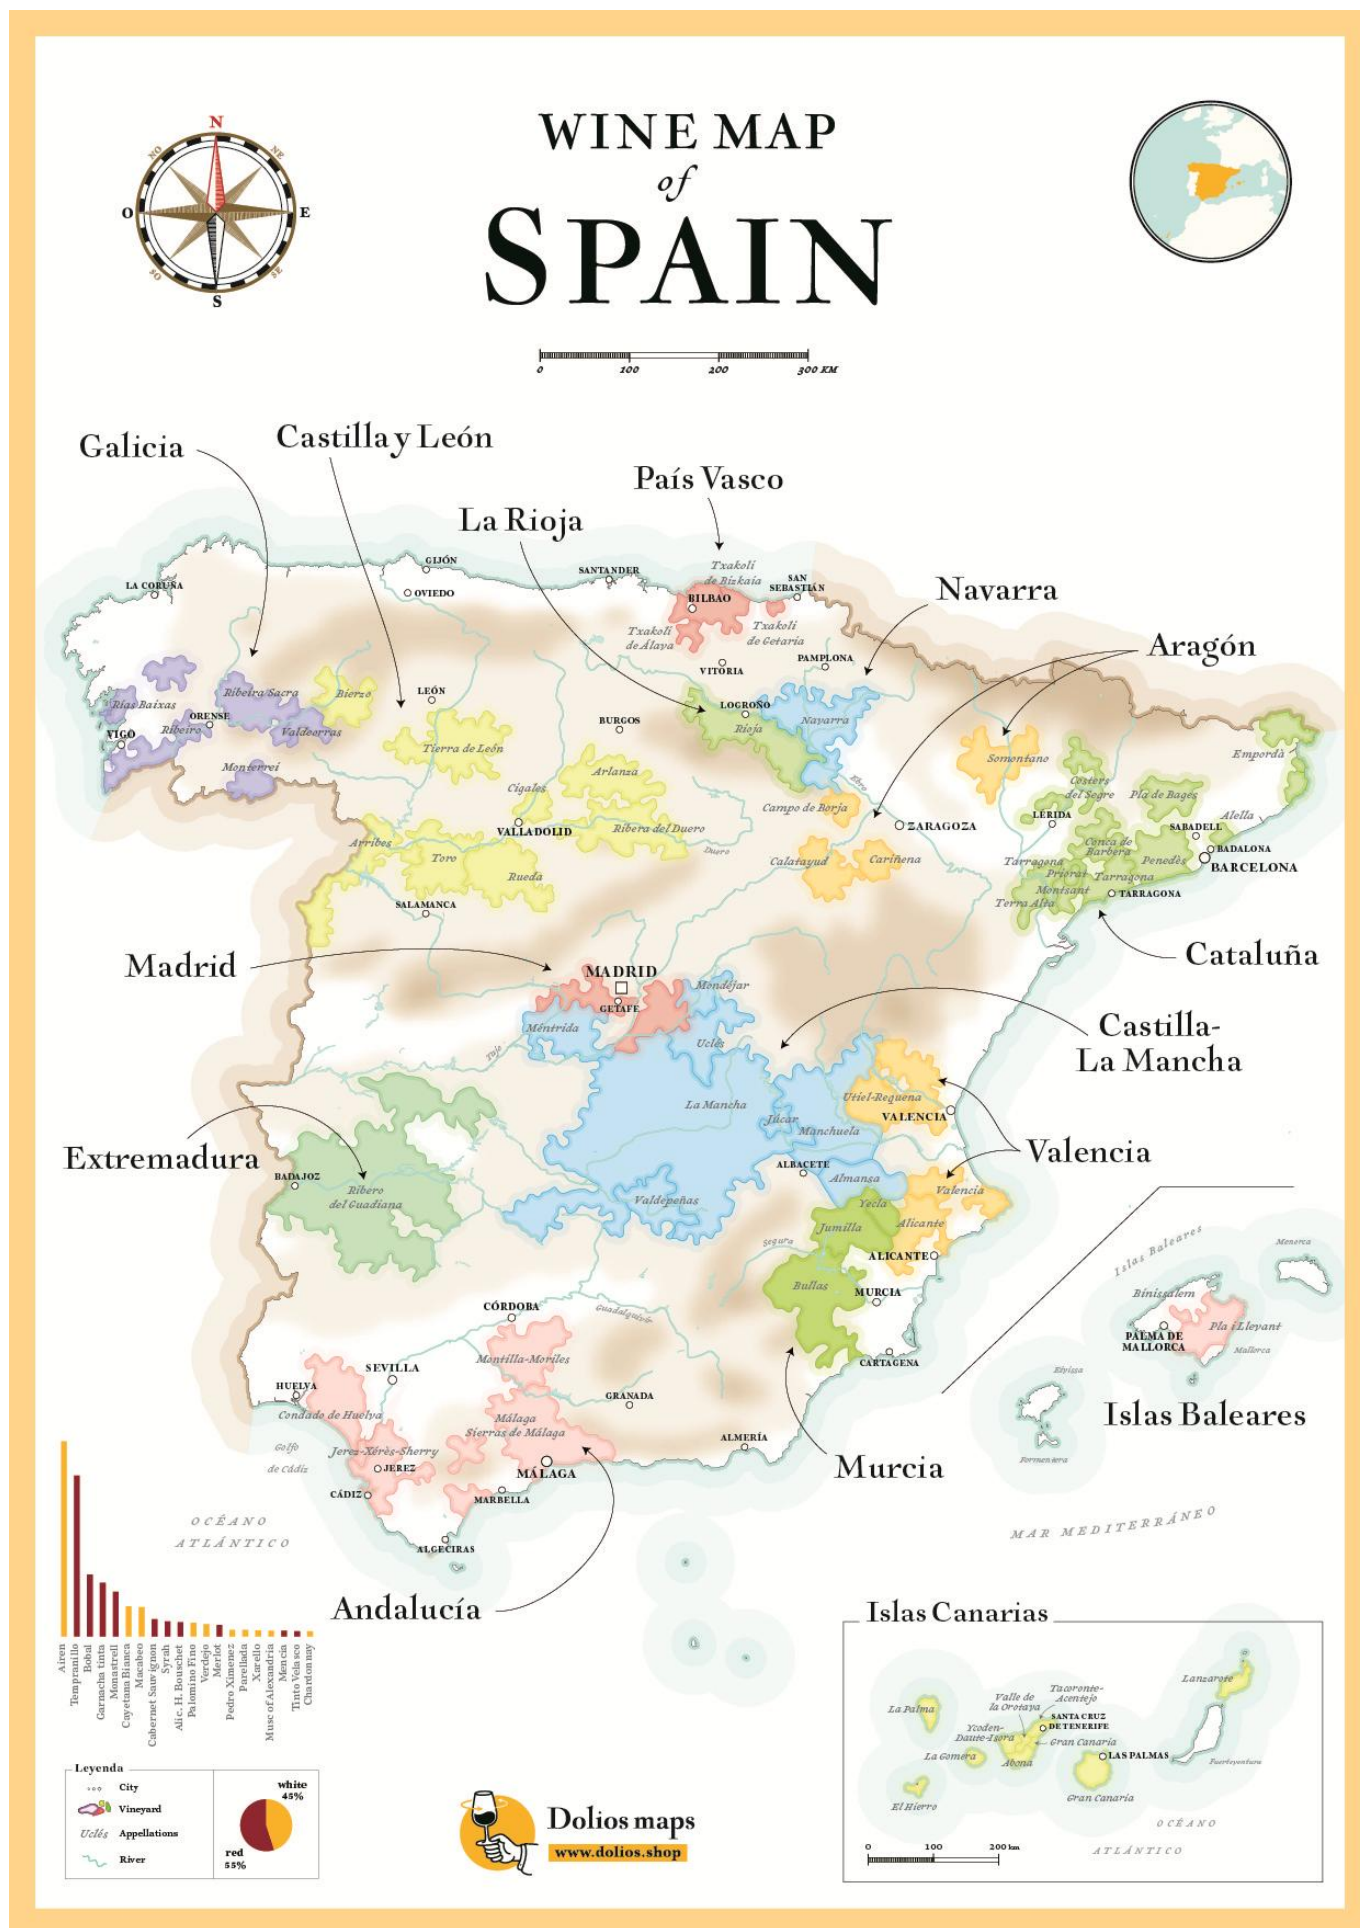 WINE MAP
of
SPAIN
N
NE
E
SE
S
SO
O
NO
0 100 200 300 KM
Galicia
Castilla y León
País Vasco
La Rioja
Navarra
Aragón
Madrid
Cataluña
Castilla-
La Mancha
Extremadura
Valencia
Islas Baleares
Murcia
Andalucía
LA CORUÑA
GIJÓN
OVIEDO
SANTANDER
Txakoli
de Bizkaia
SAN
SEBASTIÁN
BILBAO
Txakoli
de Álava
Txakoli
de Getaria
VITORIA
PAMPLONA
Rías Baixas
Ribeira Sacra
Bierzo
LEÓN
ORENSE
Ribeiro
Valdeorras
VIGO
Monterrei
BURGOS
LOGROÑO
Rioja
Navarra
Tierra de León
Arlanza
Cigales
VALLADOLID
Ribera del Duero
Duero
Arribes
Toro
Rueda
SALAMANCA
Ebro
Campo de Borja
ZARAGOZA
Calatayud
Cariñena
Somontano
Empordà
Costers
del Segre
Pla de Bages
LÉRIDA
Alella
SABADELL
BADALONA
BARCELONA
Conca de
Barbera
Penedès
Tarragona
Priorat
Tarragona
Montsant
Terra Alta
TARRAGONA
MADRID
GETAFE
Mondéjar
Méntrida
Uclés
Tajo
La Mancha
Júcar
Manchuela
Utiel-Requena
VALENCIA
ALBACETE
Almansa
Valencia
Valdepeñas
Yecla
Jumilla
Alicante
ALICANTE
Segura
Bullas
MURCIA
CARTAGENA
BADAJOZ
Ribero
del Guadiana
CÓRDOBA
Guadalquivir
Montilla-Moriles
SEVILLA
HUELVA
Condado de Huelva
GRANADA
Málaga
Sierras de Málaga
Jerez-Xérès-Sherry
JEREZ
MÁLAGA
ALMERÍA
CÁDIZ
MARBELLA
ALGECIRAS
Golfo
de Cádiz
OCÉANO
ATLÁNTICO
Islas Baleares
Menorca
Binissalem
PALMA DE
MALLORCA
Pla i Llevant
Mallorca
Eivissa
Formentera
MAR MEDITERRÁNEO
Airen
Tempranillo
Bobal
Garnacha tinta
Monastrell
Cayetana Bianca
Macabeo
Cabernet Sauvignon
Syrah
Alic. H. Bouschet
Palomino Fino
Verdejo
Merlot
Pedro Ximenez
Parellada
Xarello
Musc of Alexandria
Mencia
Tinto Velasco
Chardonnay
Leyenda
City
Vineyard
Uclés Appellations
River
white
45%
red
55%
Dolios maps
www.dolios.shop
Islas Canarias
Lanzarote
La Palma
Valle de
la Orotava
Tacoronte-
Acentejo
SANTA CRUZ
DE TENERIFE
Ycoden-
Daute-Isora
Gran Canaria
La Gomera
Abona
LAS PALMAS
Fuerteventura
El Hierro
Gran Canaria
OCÉANO
ATLÁNTICO
0 100 200 km